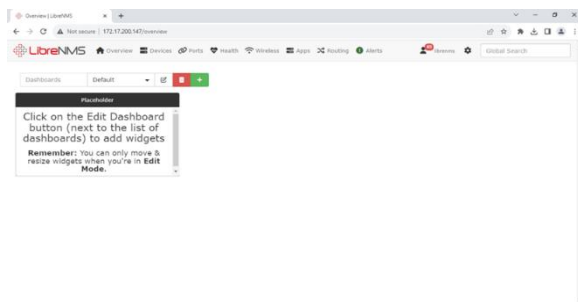 Overview | LibreNMS
Not secure | 172.17.200.147/overview
LibreNMS Overview Devices Ports Health Wireless Apps Routing Alerts librenms Global Search
Dashboards Default
Placeholder
Click on the Edit Dashboard
button (next to the list of
dashboards) to add widgets
Remember: You can only move &
resize widgets when you're in Edit
Mode.